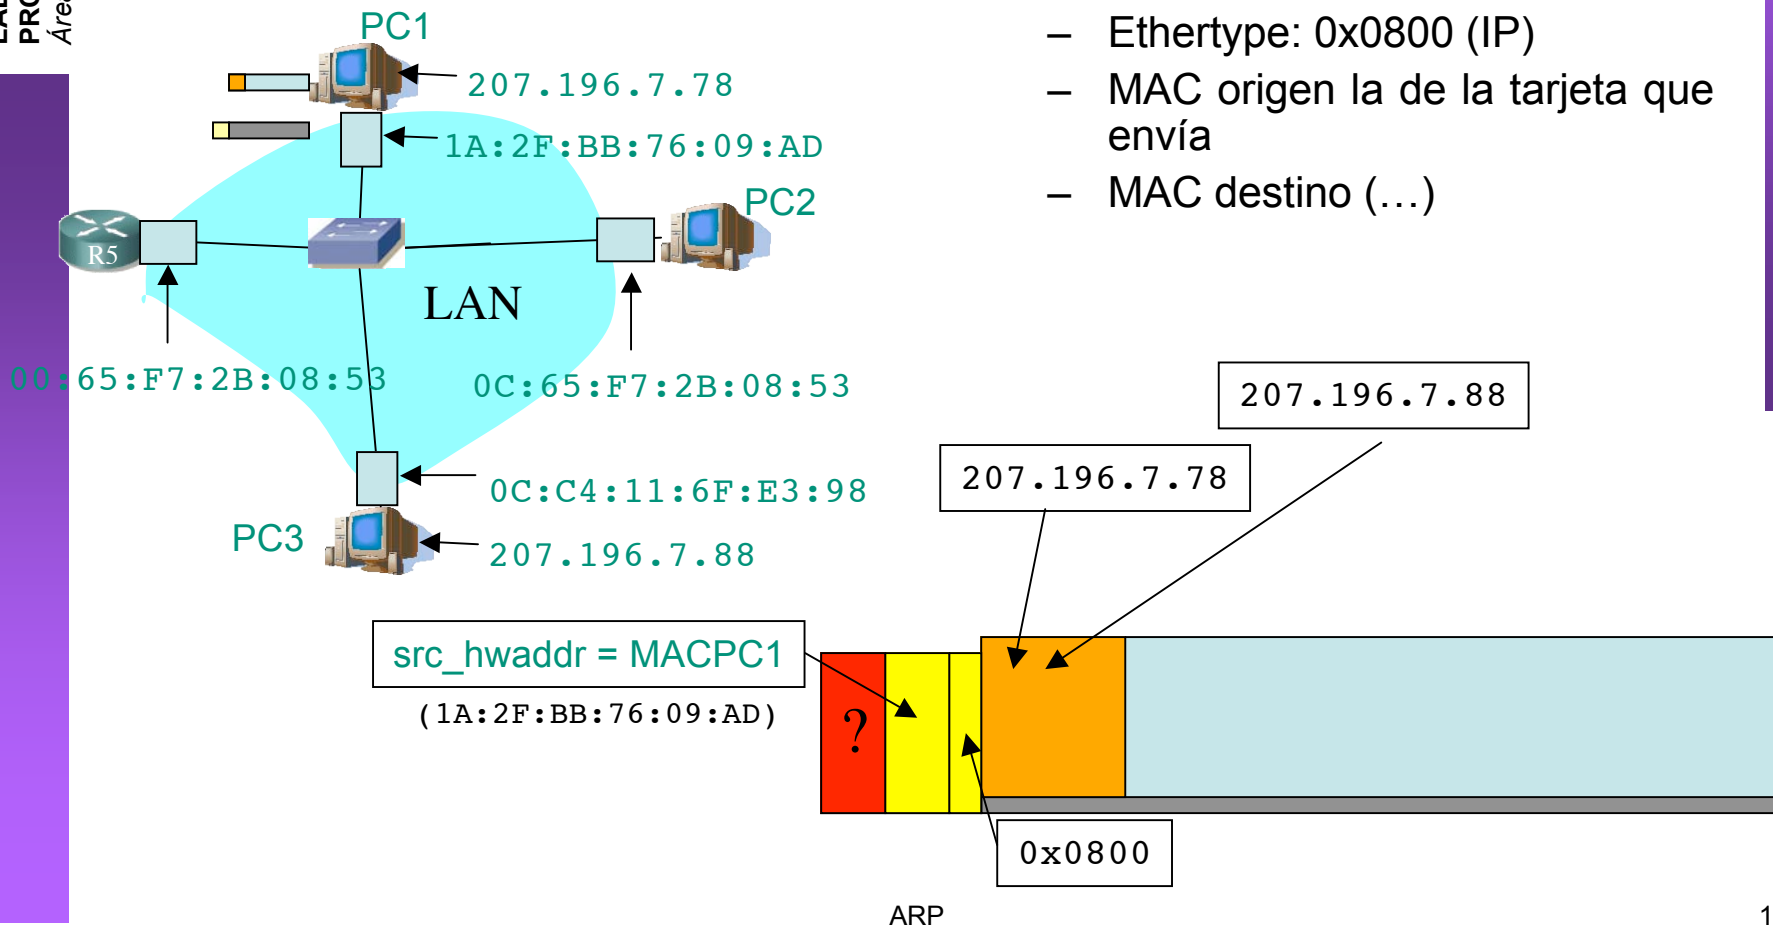 PC1
207.196.7.78
1A:2F:BB:76:09:AD
PC2
R5
LAN
00:65:F7:2B:08:53
0C:65:F7:2B:08:53
0C:C4:11:6F:E3:98
PC3
207.196.7.88
– Ethertype: 0x0800 (IP)
– MAC origen la de la tarjeta que
envía
– MAC destino (…)
207.196.7.88
207.196.7.78
src_hwaddr = MACPC1
(1A:2F:BB:76:09:AD)
?
0x0800
ARP
1